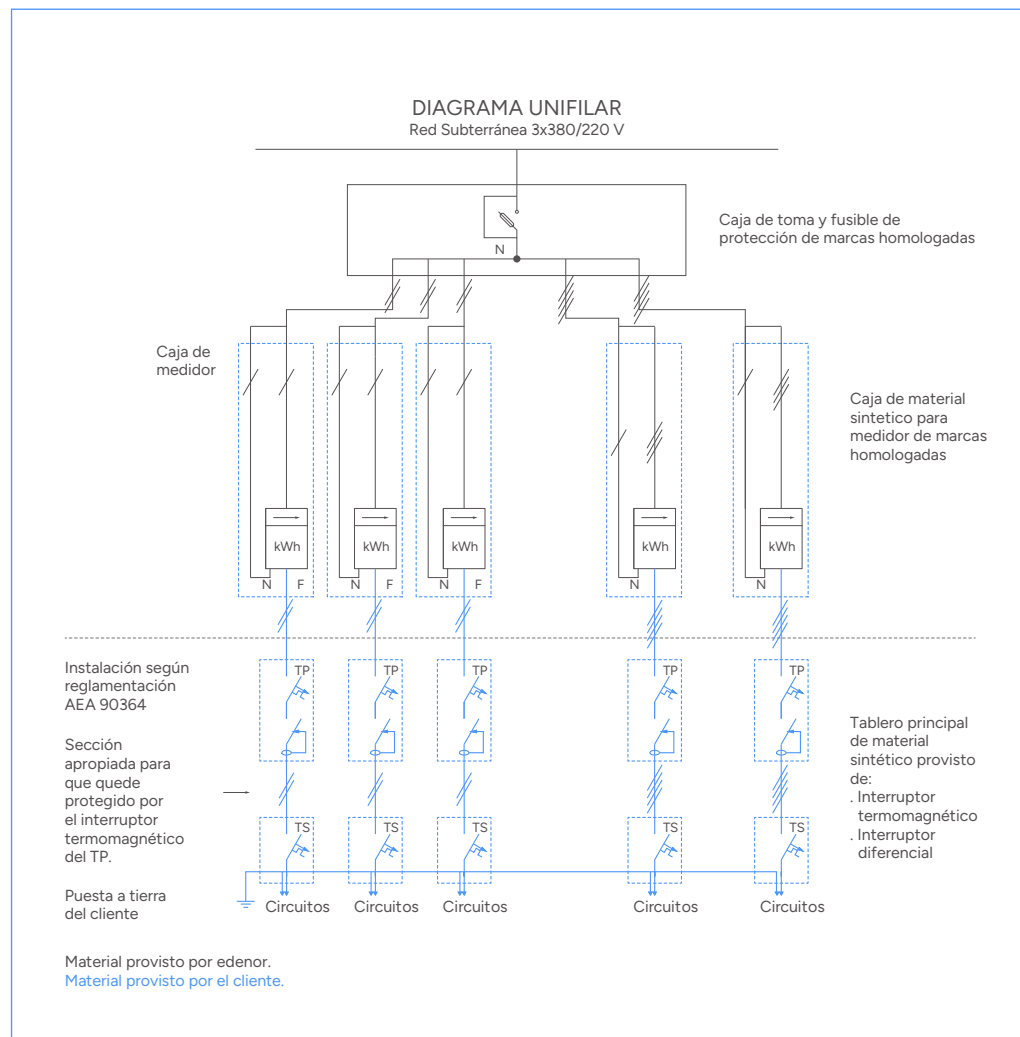 DIAGRAMA UNIFILAR
Red Subterránea 3x380/220 V
Caja de toma y fusible de
protección de marcas homologadas
N
Caja de
medidor
Caja de material
sintetico para
medidor de marcas
homologadas
kWh
kWh
kWh
kWh
kWh
N
F
N
F
N
F
N
N
Instalación según
reglamentación
AEA 90364
TP
TP
TP
TP
TP
Sección
apropiada para
que quede
protegido por
el interruptor
termomagnético
del TP.
Tablero principal
de material
sintético provisto
de:
. Interruptor
termomagnético
. Interruptor
diferencial
TS
TS
TS
TS
TS
Puesta a tierra
del cliente
Circuitos
Circuitos
Circuitos
Circuitos
Circuitos
Material provisto por edenor.
Material provisto por el cliente.